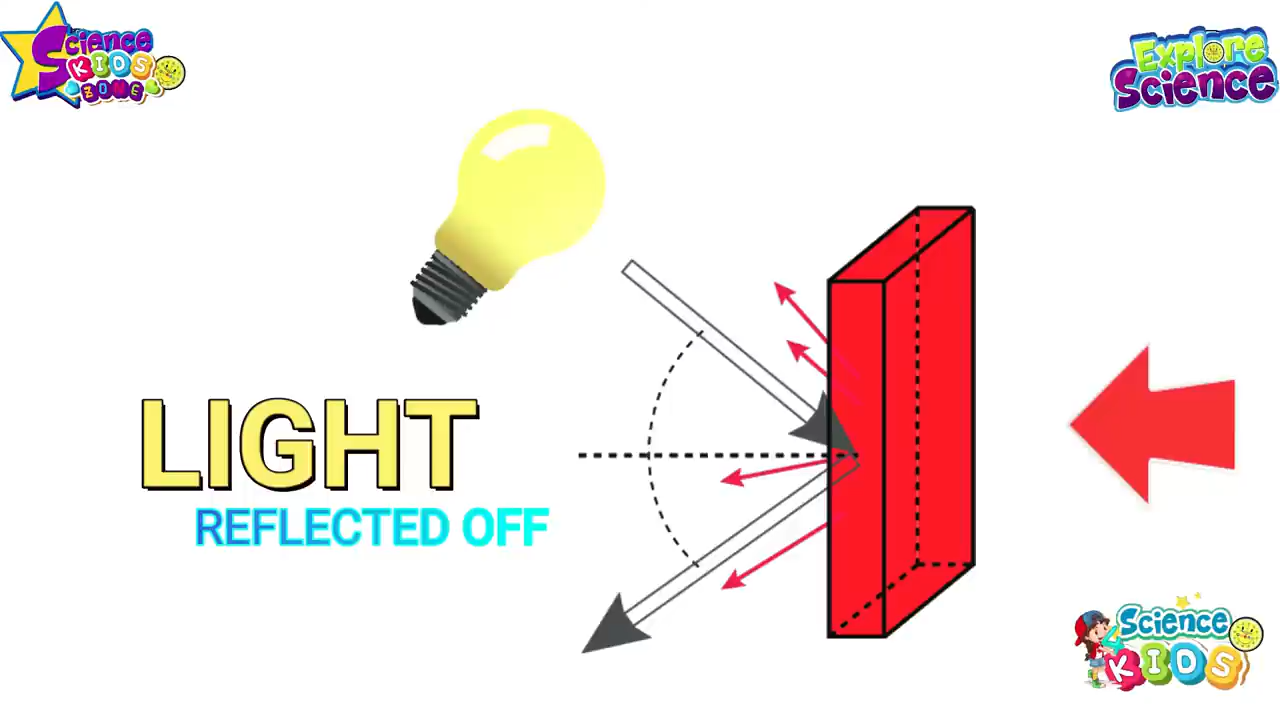 Science
KIDS
ZONE
Explore
Science
LIGHT
REFLECTED OFF
Science
KIDS